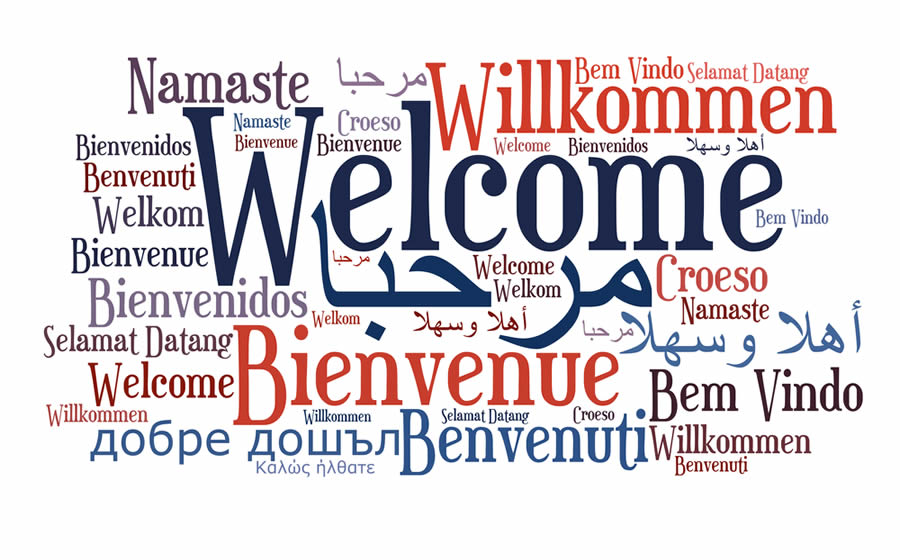 Namaste
مرحبا
Willkommen
Bem Vindo
Selamat Datang
Welcome
Namaste
Croeso
Bienvenue
Bienvenue
Welcome
Bienvenidos
أهلا وسهلا
Bienvenidos
Benvenuti
Welkom
Bem Vindo
Bienvenue
مرحبا
مرحبا
Welcome
Welkom
Croeso
Bienvenidos
Namaste
Welkom
أهلا وسهلا
مرحبا
أهلا وسهلا
Selamat Datang
Bienvenue
Welcome
Bem Vindo
Willkommen
Willkommen
Selamat Datang
Croeso
добре дошъл
Benvenuti
Willkommen
Καλώς ήλθατε
Benvenuti